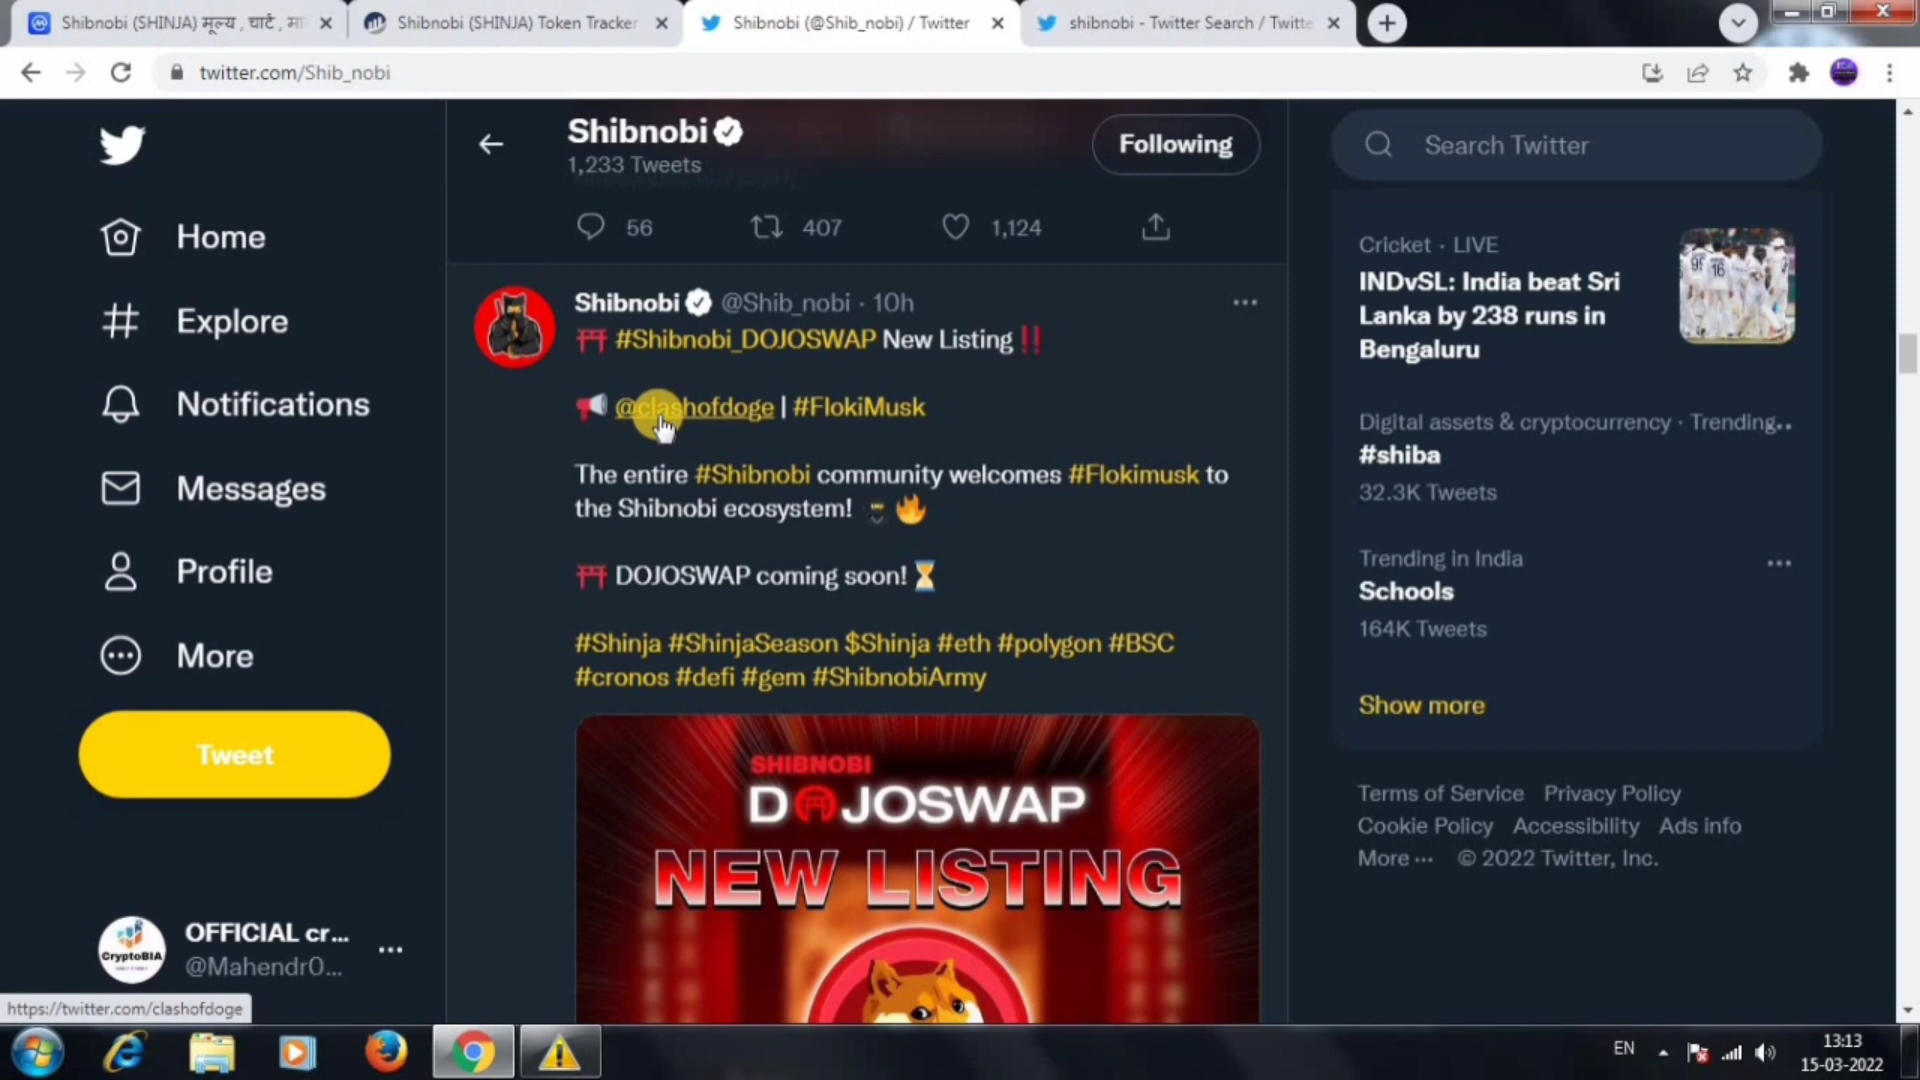 Shibnobi (SHINJA) मूल्य , चार्ट , मा
Shibnobi (SHINJA) Token Tracker
Shibnobi (@Shib_nobi) / Twitter
shibnobi - Twitter Search / Twitte
twitter.com/Shib_nobi
Shibnobi
1,233 Tweets
Following
Search Twitter
Home
Explore
Notifications
Messages
Profile
More
Tweet
OFFICIAL cr...
@Mahendr0...
CryptoBIA
56 407 1,124
Shibnobi @Shib_nobi · 10h
#Shibnobi_DOJOSWAP New Listing ‼
@clashofdoge | #FlokiMusk
The entire #Shibnobi community welcomes #Flokimusk to
the Shibnobi ecosystem!
DOJOSWAP coming soon!
#Shinja #ShinjaSeason $Shinja #eth #polygon #BSC
#cronos #defi #gem #ShibnobiArmy
SHIBNOBI
DOJOSWAP
NEW LISTING
Cricket · LIVE
INDvSL: India beat Sri
Lanka by 238 runs in
Bengaluru
Digital assets & cryptocurrency · Trending..
#shiba
32.3K Tweets
Trending in India
Schools
164K Tweets
Show more
Terms of Service Privacy Policy
Cookie Policy Accessibility Ads info
More ··· © 2022 Twitter, Inc.
https://twitter.com/clashofdoge
EN
13:13
15-03-2022